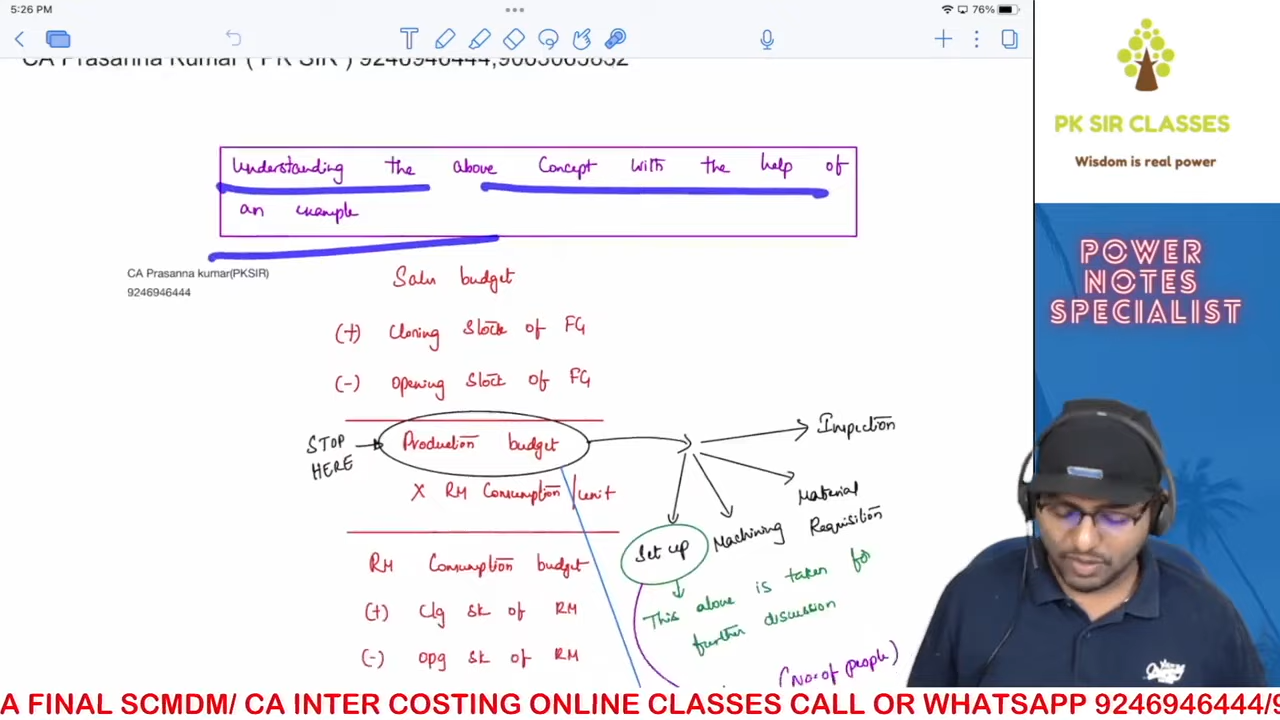 5:26 PM
76%
CA Prasanna Kumar ( PK SIR ) 9246946444,9063065832
PK SIR CLASSES
Wisdom is real power
Understanding the above Concept with the help of
an example
CA Prasanna kumar(PKSIR)
9246946444
POWER
NOTES
SPECIALIST
Sales budget
(+) Closing Stock of FG
(-) Opening Stock of FG
STOP
HERE
Production budget
Inspection
X RM Consumption / unit
Material
Requisition
Machining
Set up
RM Consumption budget
This above is taken for
further discussion
(+) Clg Sk of RM
(-) Opg Sk of RM
(No. of people)
A FINAL SCMDM/ CA INTER COSTING ONLINE CLASSES CALL OR WHATSAPP 9246946444/9